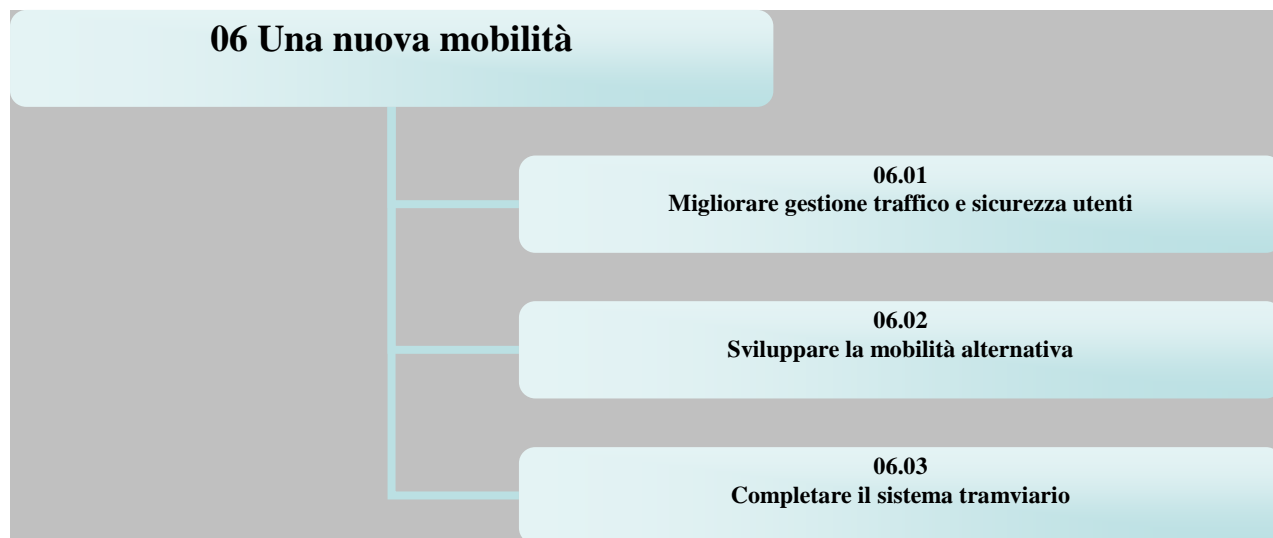 06 Una nuova mobilità
06.01
Migliorare gestione traffico e sicurezza utenti
06.02
Sviluppare la mobilità alternativa
06.03
Completare il sistema tramviario